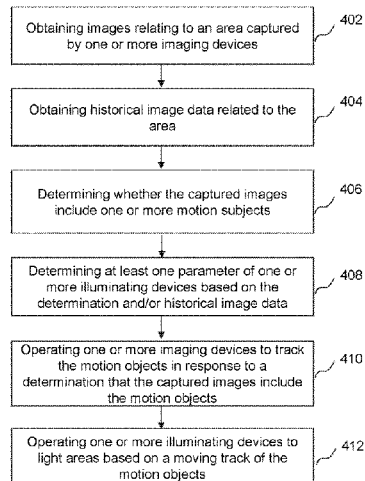 Obtaining images relating to an area captured
by one or more imaging devices
402
Obtaining historical image data related to the
area
404
Determining whether the captured images
include one or more motion subjects
406
Determining at least one parameter of one or
more illuminating devices based on the
determination and/or historical image data
408
Operating one or more imaging devices to track
the motion objects in response to a
determination that the captured images include
the motion objects
410
Operating one or more illuminating devices to
light areas based on a moving track of the
motion objects
412